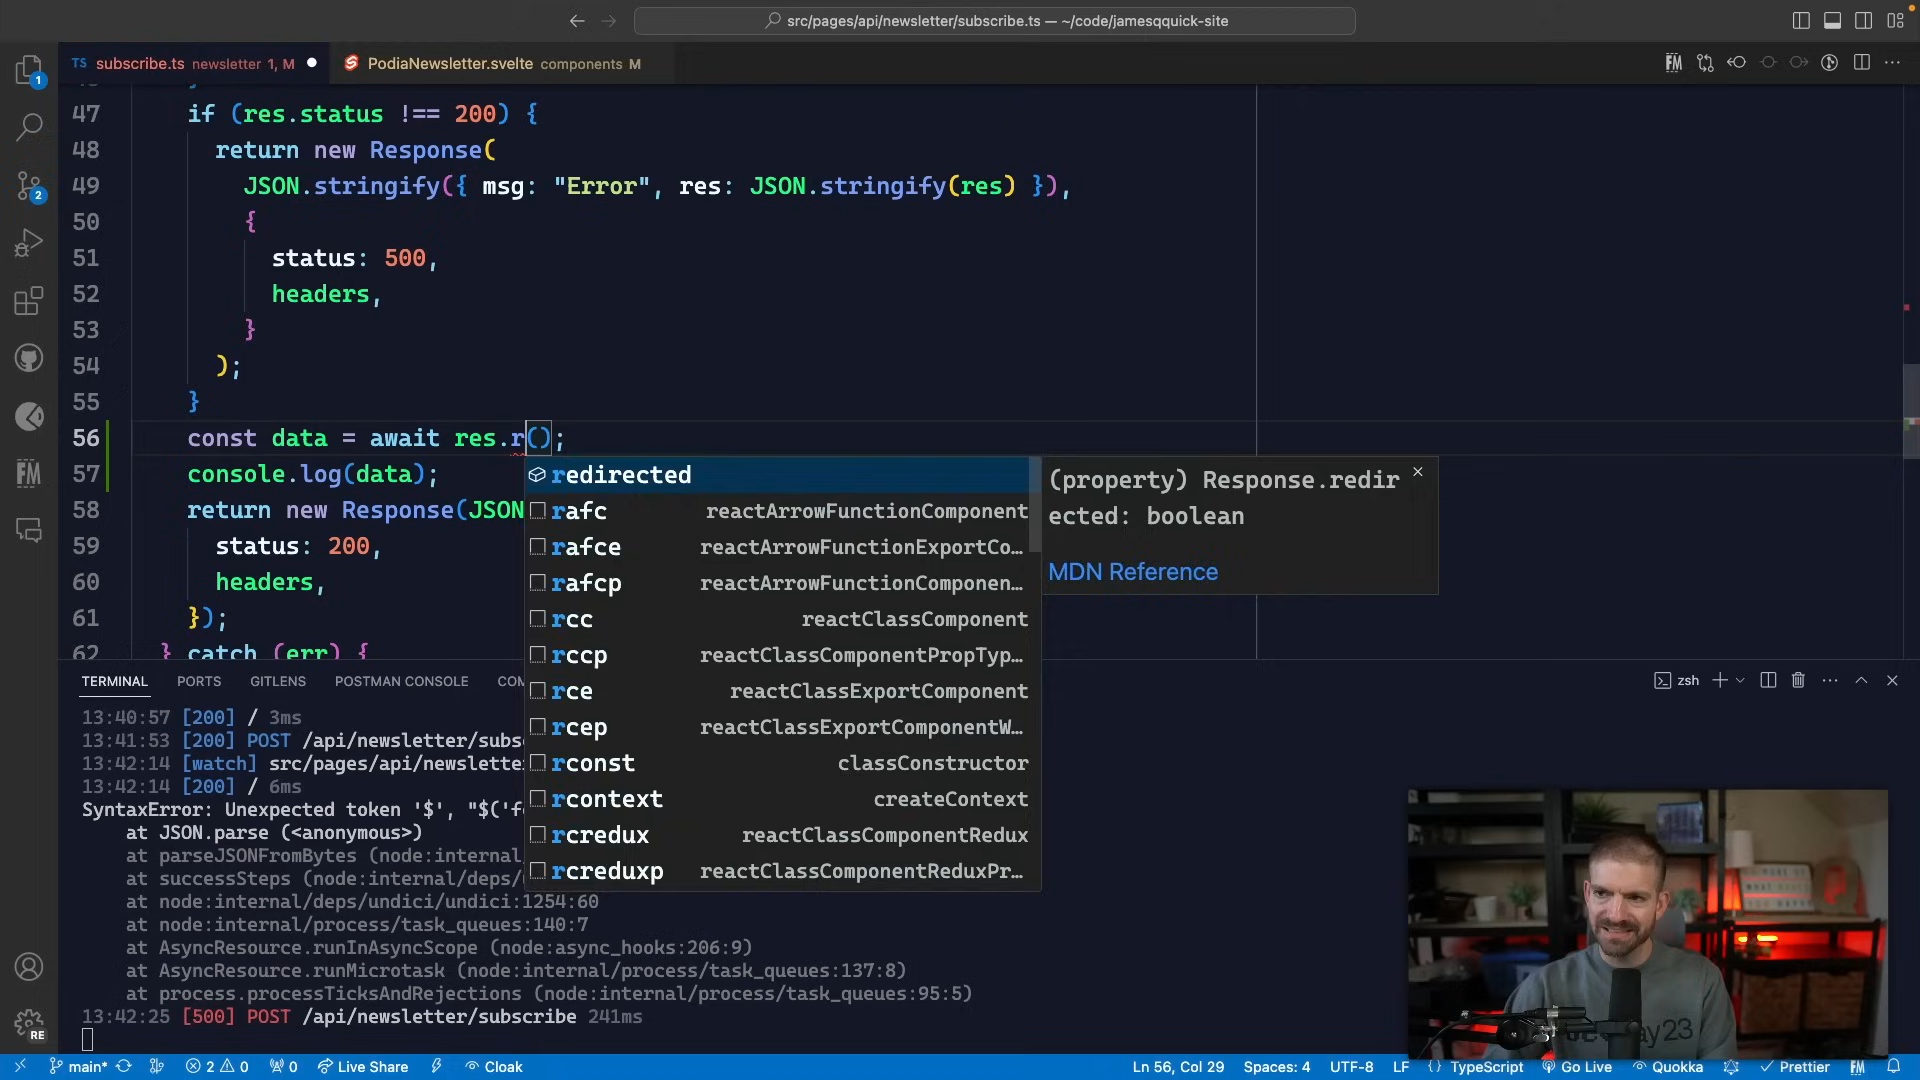 src/pages/api/newsletter/subscribe.ts — ~/code/jamesqquick-site
TS subscribe.ts newsletter 1, M
PodiaNewsletter.svelte components M
FM
47 if (res.status !== 200) {
48 return new Response(
49 JSON.stringify({ msg: "Error", res: JSON.stringify(res) }),
50 {
51 status: 500,
52 headers,
53 }
54 );
55 }
56 const data = await res.r();
57 console.log(data);
58 return new Response(JSON
59 status: 200,
60 headers,
61 });
62 } catch (err) {
1
2
FM
RE
redirected
rafc reactArrowFunctionComponent
rafce reactArrowFunctionExportCo…
rafcp reactArrowFunctionComponen…
rcc reactClassComponent
rccp reactClassComponentPropTyp…
rce reactClassExportComponent
rcep reactClassExportComponentW…
rconst classConstructor
rcontext createContext
rcredux reactClassComponentRedux
rcreduxp reactClassComponentReduxPr…
(property) Response.redir
ected: boolean
MDN Reference
TERMINAL PORTS GITLENS POSTMAN CONSOLE COM
zsh
13:40:57 [200] / 3ms
13:41:53 [200] POST /api/newsletter/subs
13:42:14 [watch] src/pages/api/newslette
13:42:14 [200] / 6ms
SyntaxError: Unexpected token '$', "$('f
at JSON.parse (<anonymous>)
at parseJSONFromBytes (node:internal
at successSteps (node:internal/deps/
at node:internal/deps/undici/undici:1254:60
at node:internal/process/task_queues:140:7
at AsyncResource.runInAsyncScope (node:async_hooks:206:9)
at AsyncResource.runMicrotask (node:internal/process/task_queues:137:8)
at process.processTicksAndRejections (node:internal/process/task_queues:95:5)
13:42:25 [500] POST /api/newsletter/subscribe 241ms
main* 2 0 0 Live Share Cloak
Ln 56, Col 29 Spaces: 4 UTF-8 LF {} TypeScript Go Live Quokka Prettier FM